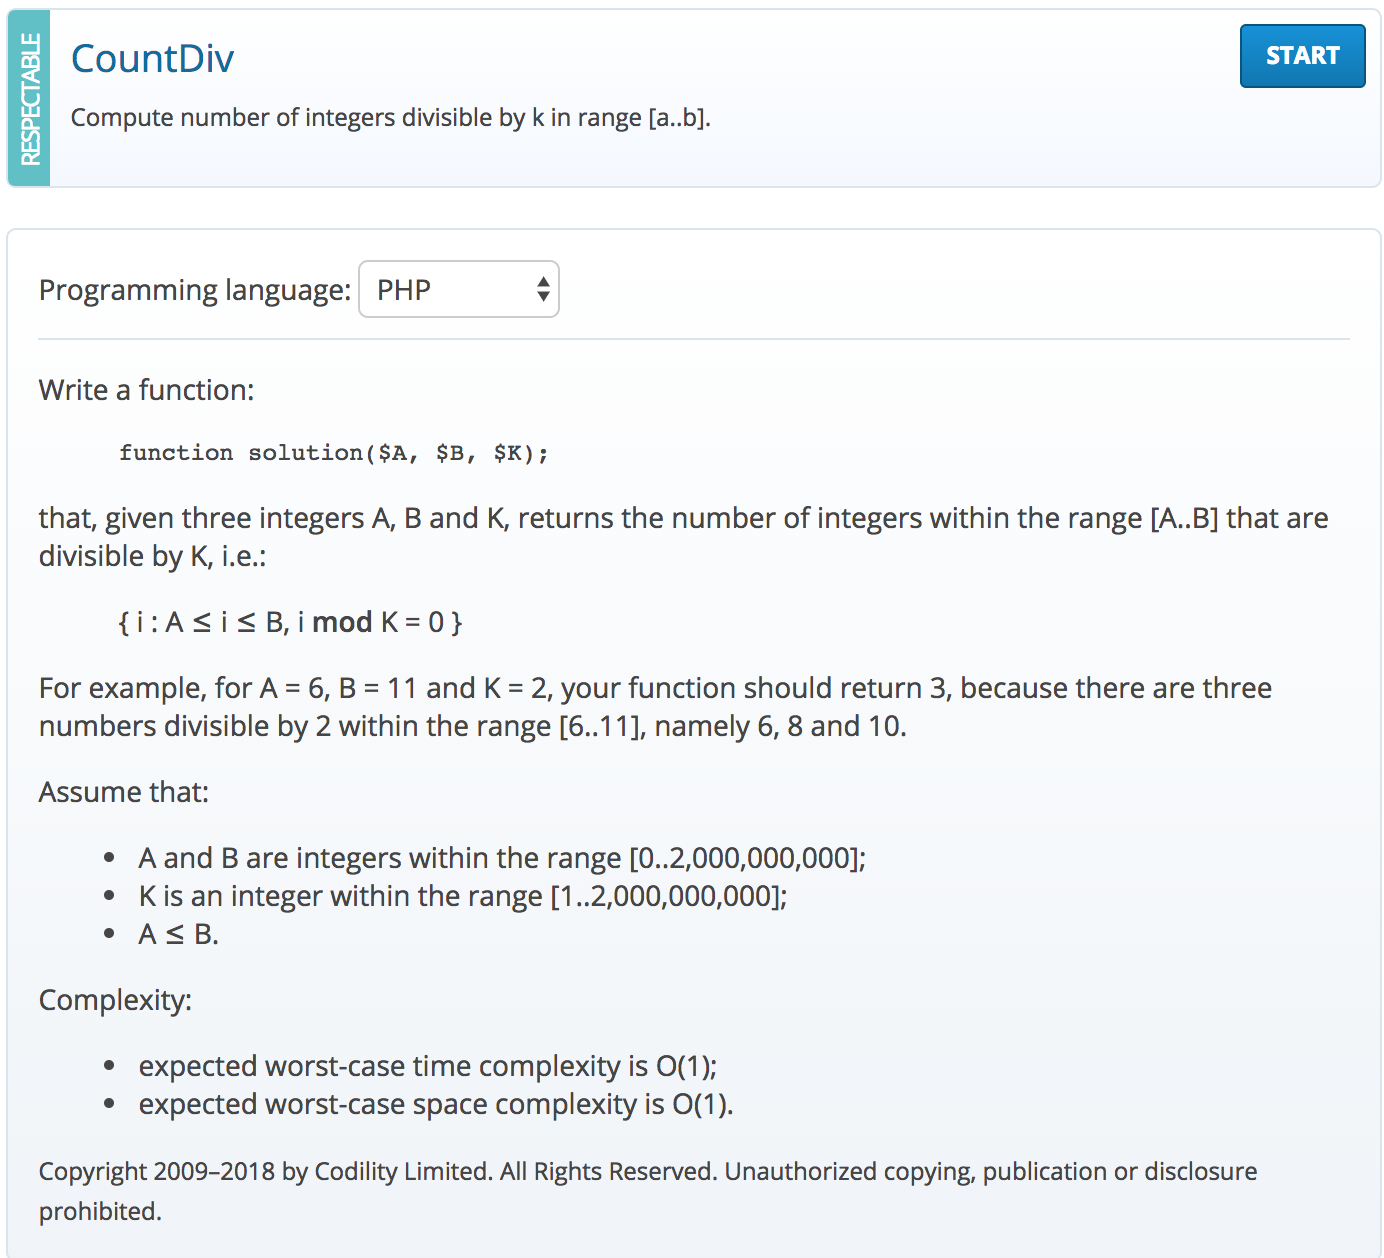 RESPECTABLE
CountDiv
START
Compute number of integers divisible by k in range [a..b].
Programming language: PHP
Write a function:
function solution($A, $B, $K);
that, given three integers A, B and K, returns the number of integers within the range [A..B] that are
divisible by K, i.e.:
{ i : A ≤ i ≤ B, i mod K = 0 }
For example, for A = 6, B = 11 and K = 2, your function should return 3, because there are three
numbers divisible by 2 within the range [6..11], namely 6, 8 and 10.
Assume that:
• A and B are integers within the range [0..2,000,000,000];
• K is an integer within the range [1..2,000,000,000];
• A ≤ B.
Complexity:
• expected worst-case time complexity is O(1);
• expected worst-case space complexity is O(1).
Copyright 2009–2018 by Codility Limited. All Rights Reserved. Unauthorized copying, publication or disclosure
prohibited.